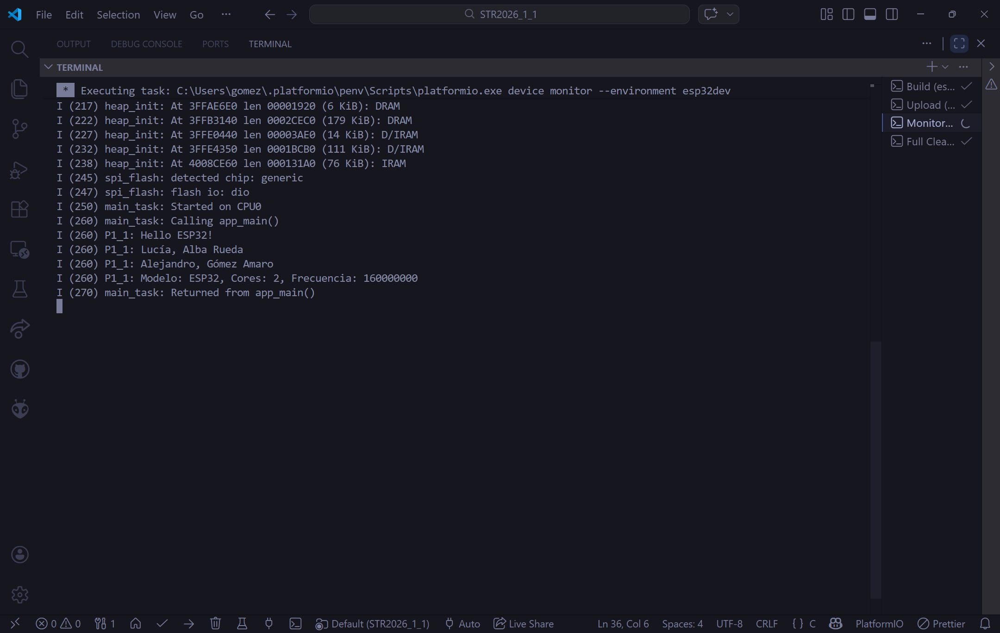 File Edit Selection View Go ··· STR2026_1_1
OUTPUT DEBUG CONSOLE PORTS TERMINAL
TERMINAL
* Executing task: C:\Users\gomez\.platformio\penv\Scripts\platformio.exe device monitor --environment esp32dev
I (217) heap_init: At 3FFAE6E0 len 00001920 (6 KiB): DRAM
I (222) heap_init: At 3FFB3140 len 0002CEC0 (179 KiB): DRAM
I (227) heap_init: At 3FFE0440 len 00003AE0 (14 KiB): D/IRAM
I (232) heap_init: At 3FFE4350 len 0001BCB0 (111 KiB): D/IRAM
I (238) heap_init: At 4008CE60 len 000131A0 (76 KiB): IRAM
I (245) spi_flash: detected chip: generic
I (247) spi_flash: flash io: dio
I (250) main_task: Started on CPU0
I (260) main_task: Calling app_main()
I (260) P1_1: Hello ESP32!
I (260) P1_1: Lucía, Alba Rueda
I (260) P1_1: Alejandro, Gómez Amaro
I (260) P1_1: Modelo: ESP32, Cores: 2, Frecuencia: 160000000
I (270) main_task: Returned from app_main()
Build (es...
Upload (...
Monitor...
Full Clea...
0 0 1 Default (STR2026_1_1) Auto Live Share Ln 36, Col 6 Spaces: 4 UTF-8 CRLF { } C PlatformIO Prettier